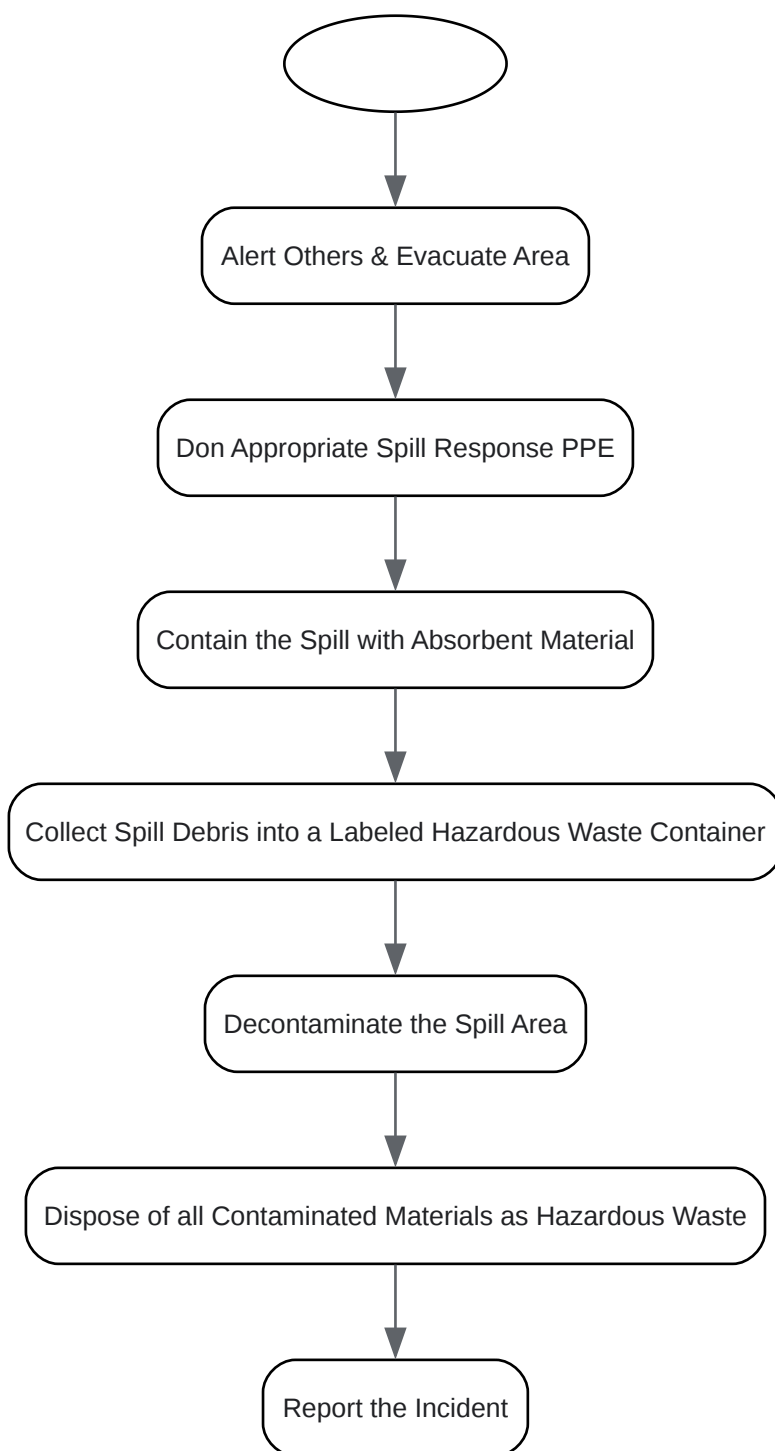 Alert Others & Evacuate Area
Don Appropriate Spill Response PPE
Contain the Spill with Absorbent Material
Collect Spill Debris into a Labeled Hazardous Waste Container
Decontaminate the Spill Area
Dispose of all Contaminated Materials as Hazardous Waste
Report the Incident